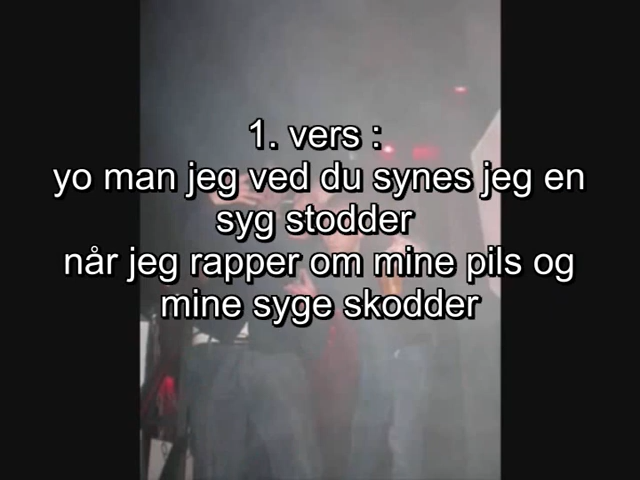 1. vers :
yo man jeg ved du synes jeg en
syg stodder
når jeg rapper om mine pils og
mine syge skodder